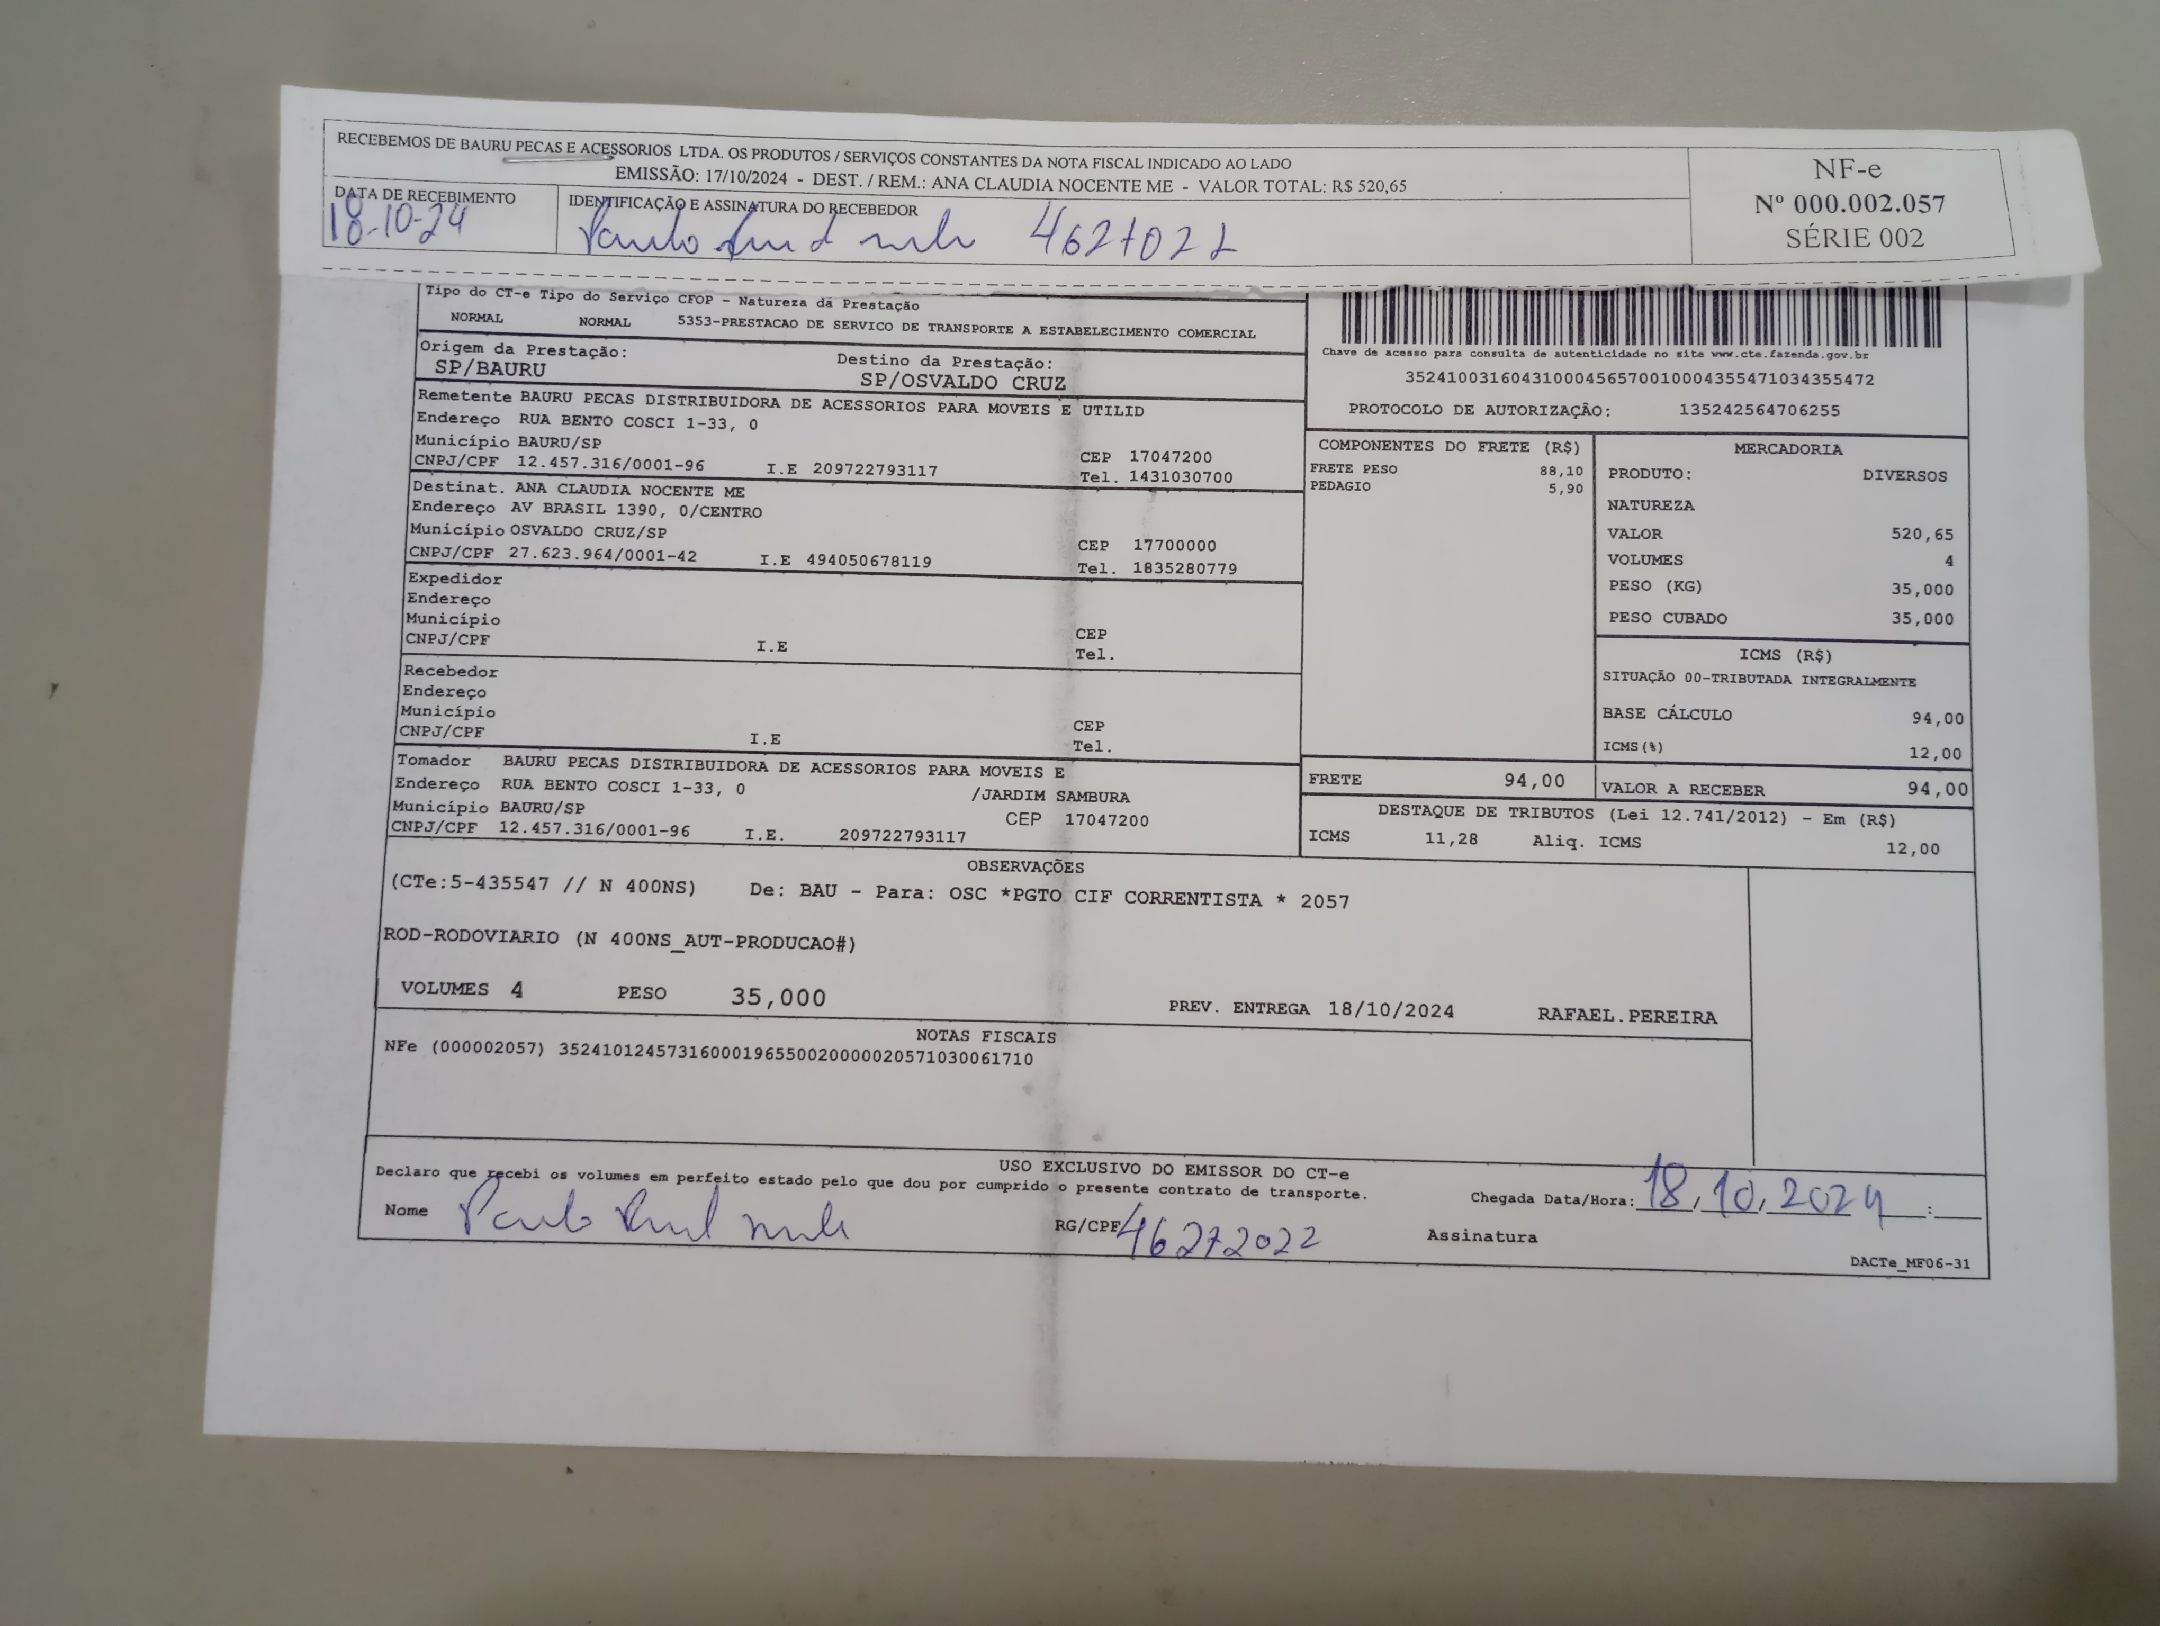 RECEBEMOS DE BAURU PECAS E ACESSORIOS LTDA. OS PRODUTOS / SERVIÇOS CONSTANTES DA NOTA FISCAL INDICADO AO LADO
EMISSÃO: 17/10/2024 - DEST. / REM.: ANA CLAUDIA NOCENTE ME - VALOR TOTAL: R$ 520,65
NF-e
Nº 000.002.057
SÉRIE 002
DATA DE RECEBIMENTO
18-10-24
IDENTIFICAÇÃO E ASSINATURA DO RECEBEDOR
Paulo
Tipo do CT-e Tipo do Serviço CFOP - Natureza da Prestação
NORMAL NORMAL 5353-PRESTACAO DE SERVICO DE TRANSPORTE A ESTABELECIMENTO COMERCIAL
Origem da Prestação: Destino da Prestação:
SP/BAURU SP/OSVALDO CRUZ
Chave de acesso para consulta de autenticidade no site www.cte.fazenda.gov.br
35241003160431000456570010004355471034355472
PROTOCOLO DE AUTORIZAÇÃO: 135242564706255
Remetente BAURU PECAS DISTRIBUIDORA DE ACESSORIOS PARA MOVEIS E UTILID
Endereço RUA BENTO COSCI 1-33, 0
Município BAURU/SP CEP 17047200
CNPJ/CPF 12.457.316/0001-96 I.E 209722793117 Tel. 1431030700
Destinat. ANA CLAUDIA NOCENTE ME
Endereço AV BRASIL 1390, 0/CENTRO
Município OSVALDO CRUZ/SP CEP 17700000
CNPJ/CPF 27.623.964/0001-42 I.E 494050678119 Tel. 1835280779
Expedidor
Endereço
Município CEP
CNPJ/CPF I.E Tel.
Recebedor
Endereço
Município CEP
CNPJ/CPF I.E Tel.
Tomador BAURU PECAS DISTRIBUIDORA DE ACESSORIOS PARA MOVEIS E
Endereço RUA BENTO COSCI 1-33, 0 /JARDIM SAMBURA
Município BAURU/SP CEP 17047200
CNPJ/CPF 12.457.316/0001-96 I.E. 209722793117
COMPONENTES DO FRETE (R$)
FRETE PESO 88,10
PEDAGIO 5,90
MERCADORIA
PRODUTO: DIVERSOS
NATUREZA
VALOR 520,65
VOLUMES 4
PESO (KG) 35,000
PESO CUBADO 35,000
ICMS (R$)
SITUAÇÃO 00-TRIBUTADA INTEGRALMENTE
BASE CÁLCULO 94,00
ICMS(%) 12,00
FRETE 94,00 VALOR A RECEBER 94,00
DESTAQUE DE TRIBUTOS (Lei 12.741/2012) - Em (R$)
ICMS 11,28 Aliq. ICMS 12,00
OBSERVAÇÕES
(CTe:5-435547 // N 400NS) De: BAU - Para: OSC *PGTO CIF CORRENTISTA * 2057
ROD-RODOVIARIO (N 400NS_AUT-PRODUCAO#)
VOLUMES 4 PESO 35,000 PREV. ENTREGA 18/10/2024 RAFAEL.PEREIRA
NOTAS FISCAIS
NFe (000002057) 35241012457316000196550020000020571030061710
USO EXCLUSIVO DO EMISSOR DO CT-e
Declaro que recebi os volumes em perfeito estado pelo que dou por cumprido o presente contrato de transporte.
Chegada Data/Hora: 18, 10, 2024 :
Nome Paulo RG/CPF 46272022 Assinatura
DACTe_MF06-31